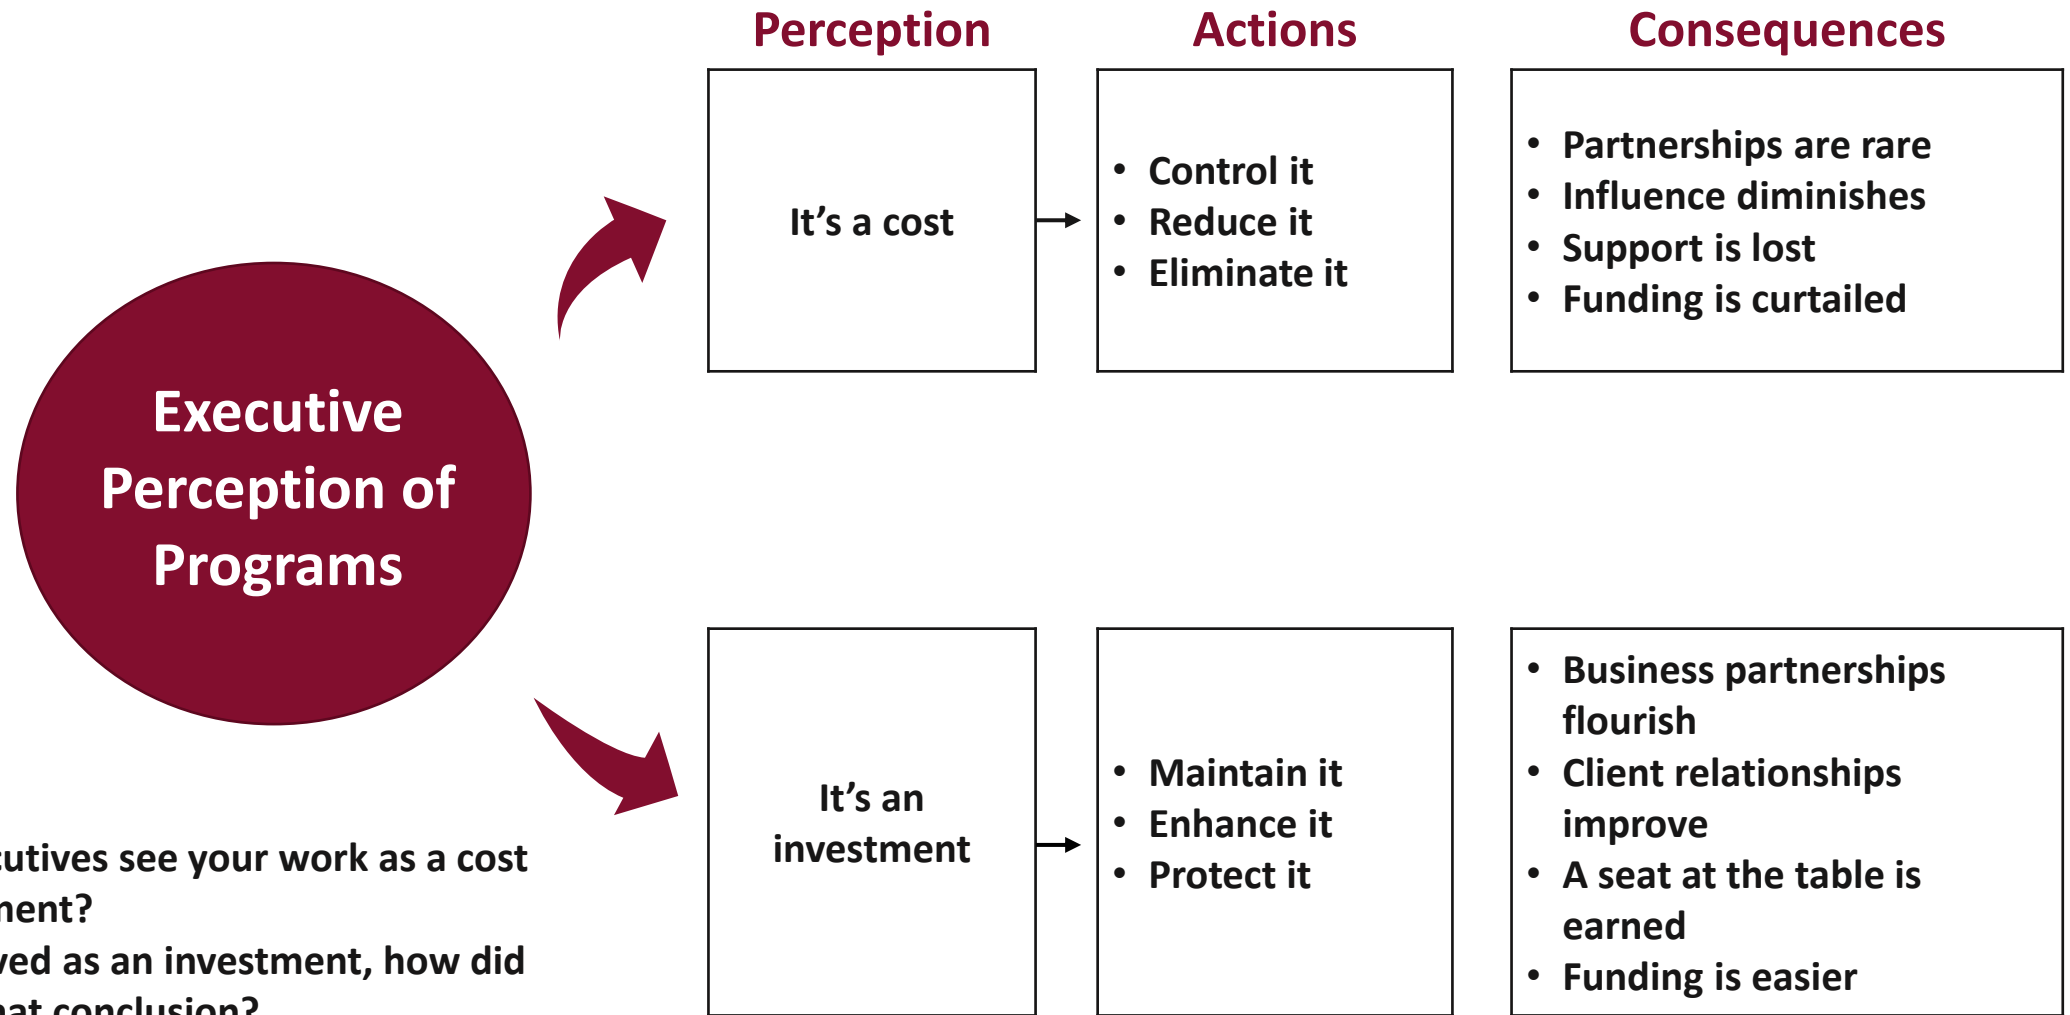 Perception
Actions
Consequences
Executive
Perception of
Programs
It’s a cost
• Control it
• Reduce it
• Eliminate it
• Partnerships are rare
• Influence diminishes
• Support is lost
• Funding is curtailed
It’s an
investment
• Maintain it
• Enhance it
• Protect it
• Business partnerships
flourish
• Client relationships
improve
• A seat at the table is
earned
• Funding is easier
see your work as a cost
as an investment, how did
conclusion?